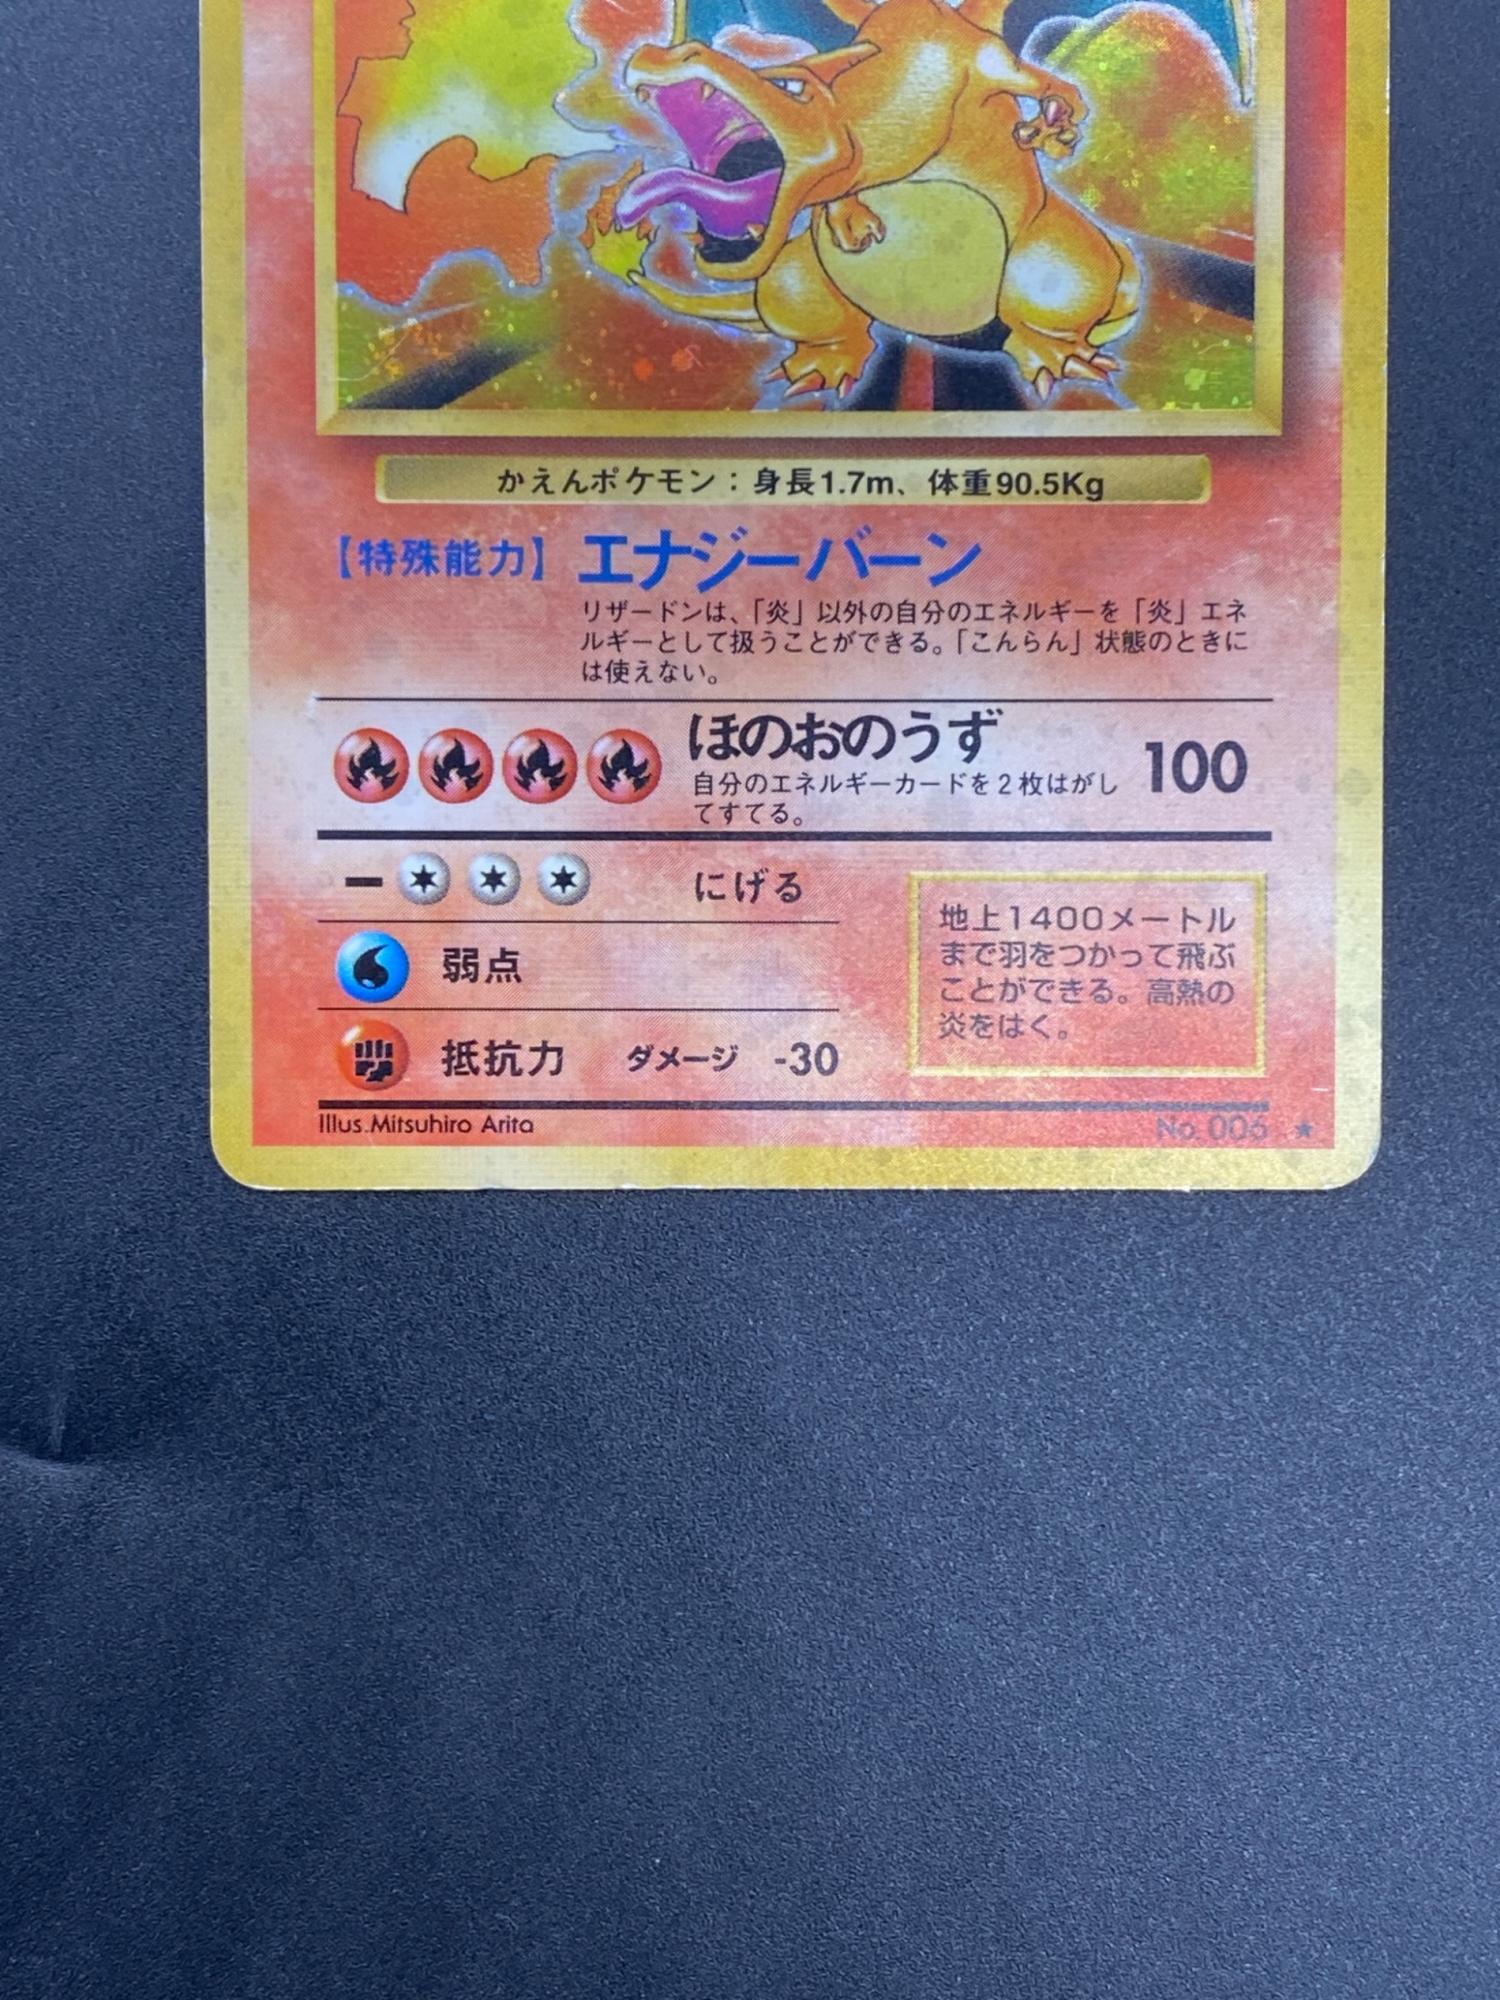 かえんポケモン：身長1.7m、体重90.5Kg
【特殊能力】エナジーバーン
リザードンは、「炎」以外の自分のエネルギーを「炎」エネ
ルギーとして扱うことができる。「こんらん」状態のときに
は使えない。
ほのおのうず 100
自分のエネルギーカードを2枚はがし
てすてる。
にげる
弱点
抵抗力 ダメージ -30
地上1400メートル
まで羽をつかって飛ぶ
ことができる。高熱の
炎をはく。
Illus.Mitsuhiro Arita
No.006 ★